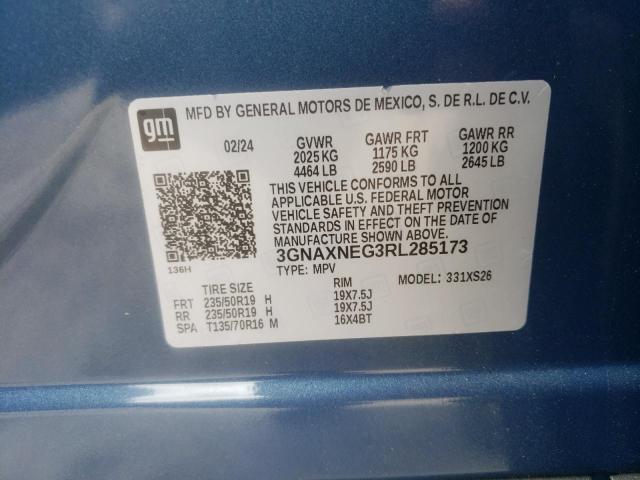 gm
MFD BY GENERAL MOTORS DE MEXICO, S. DE R.L. DE C.V.
02/24 GVWR GAWR FRT GAWR RR
2025 KG 1175 KG 1200 KG
4464 LB 2590 LB 2645 LB
THIS VEHICLE CONFORMS TO ALL
APPLICABLE U.S. FEDERAL MOTOR
VEHICLE SAFETY AND THEFT PREVENTION
STANDARDS IN EFFECT ON THE DATE OF
MANUFACTURE SHOWN ABOVE.
3GNAXNEG3RL285173
136H
TYPE: MPV MODEL: 331XS26
TIRE SIZE RIM
FRT 235/50R19 H 19X7.5J
RR 235/50R19 H 19X7.5J
SPA T135/70R16 M 16X4BT